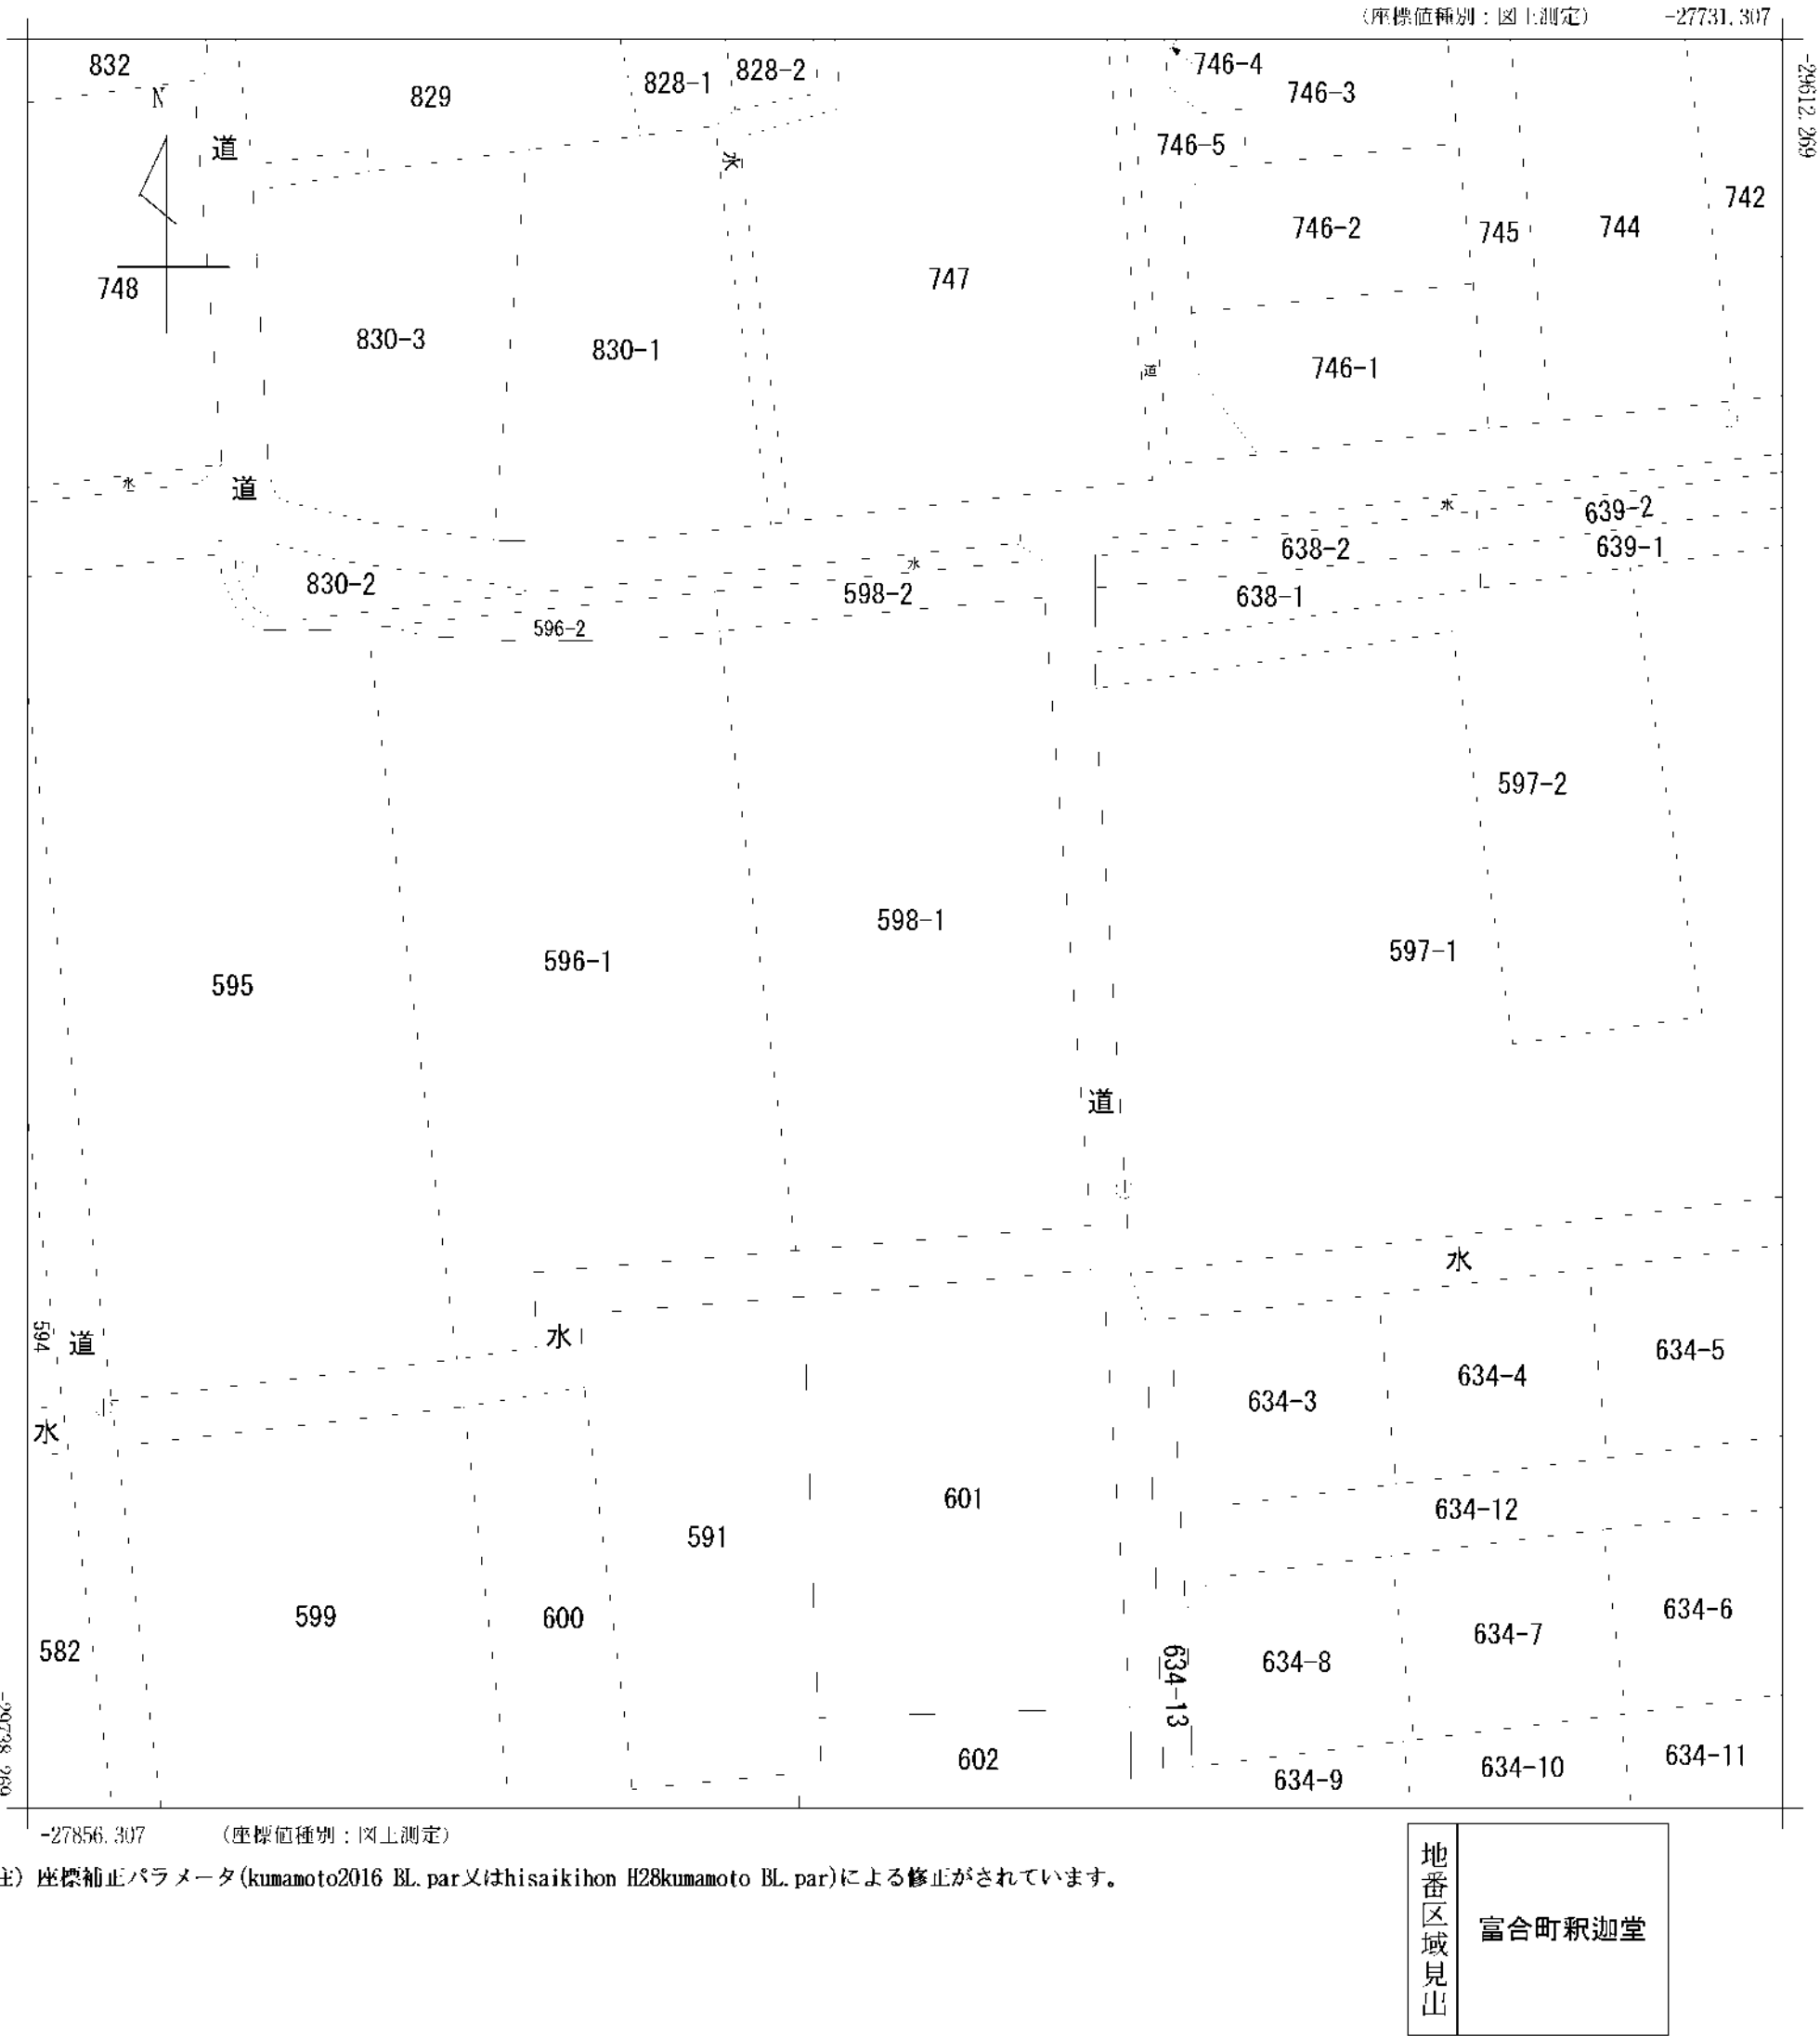 (座標値種別：図上測定) -27731.307
-29612.269
832
N
道
829
828-1
828-2
746-4
746-3
746-5
水
742
746-2
745
744
748
747
830-3
830-1
746-1
道
水
道
水
639-2
638-2
639-1
水
830-2
598-2
638-1
596-2
597-2
598-1
597-1
596-1
595
道
水
594
道
水
634-5
634-4
634-3
水
601
634-12
591
599
600
634-6
634-7
582
634-8
634-13
602
634-11
634-10
634-9
-29738.269
-27856.307 (座標値種別：図上測定)
注) 座標補正パラメータ(kumamoto2016 BL.par又はhisaikihon H28kumamoto BL.par)による修正がされています。
地番区域見出
富合町釈迦堂